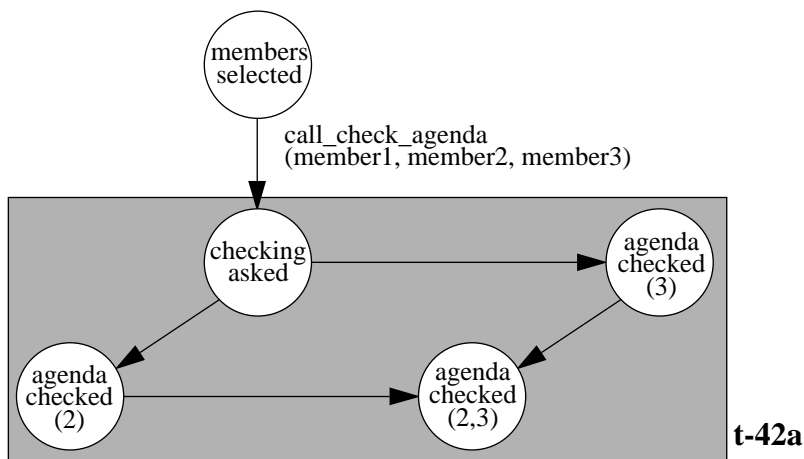 members
selected
call_check_agenda
(member1, member2, member3)
checking
asked
agenda
checked
(3)
agenda
checked
(2)
agenda
checked
(2,3)
t-42a